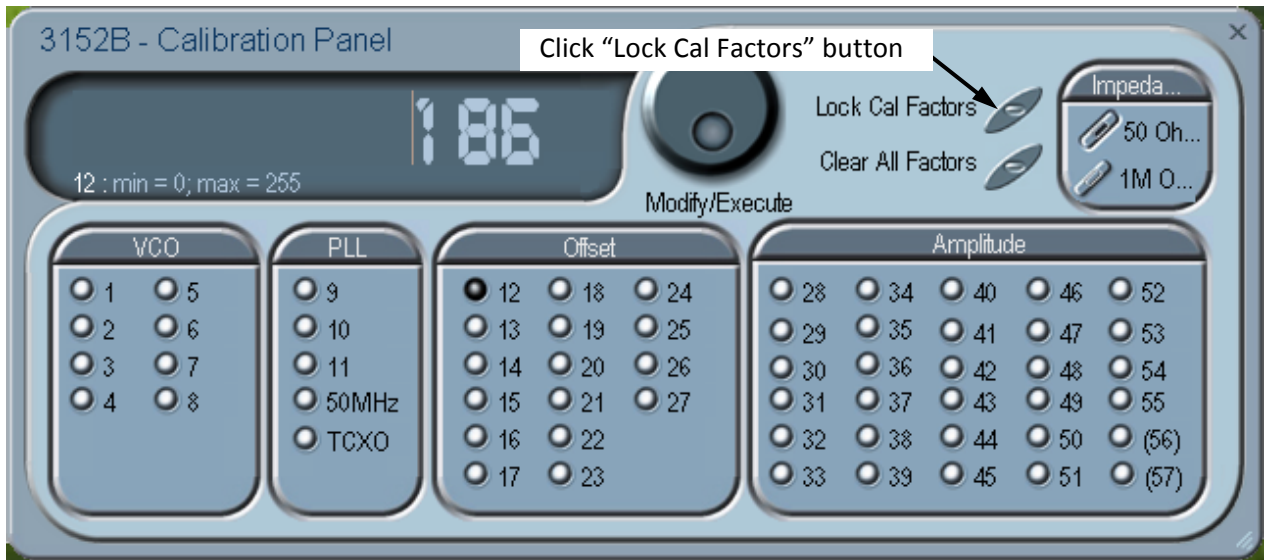 3152B - Calibration Panel
Click “Lock Cal Factors” button
186
12 : min = 0; max = 255
Modify/Execute
Lock Cal Factors
Clear All Factors
Impeda...
50 Oh...
1M O...
VCO
1 5
2 6
3 7
4 8
PLL
9
10
11
50MHz
TCXO
Offset
12 18 24
13 19 25
14 20 26
15 21 27
16 22
17 23
Amplitude
28 34 40 46 52
29 35 41 47 53
30 36 42 48 54
31 37 43 49 55
32 38 44 50 (56)
33 39 45 51 (57)